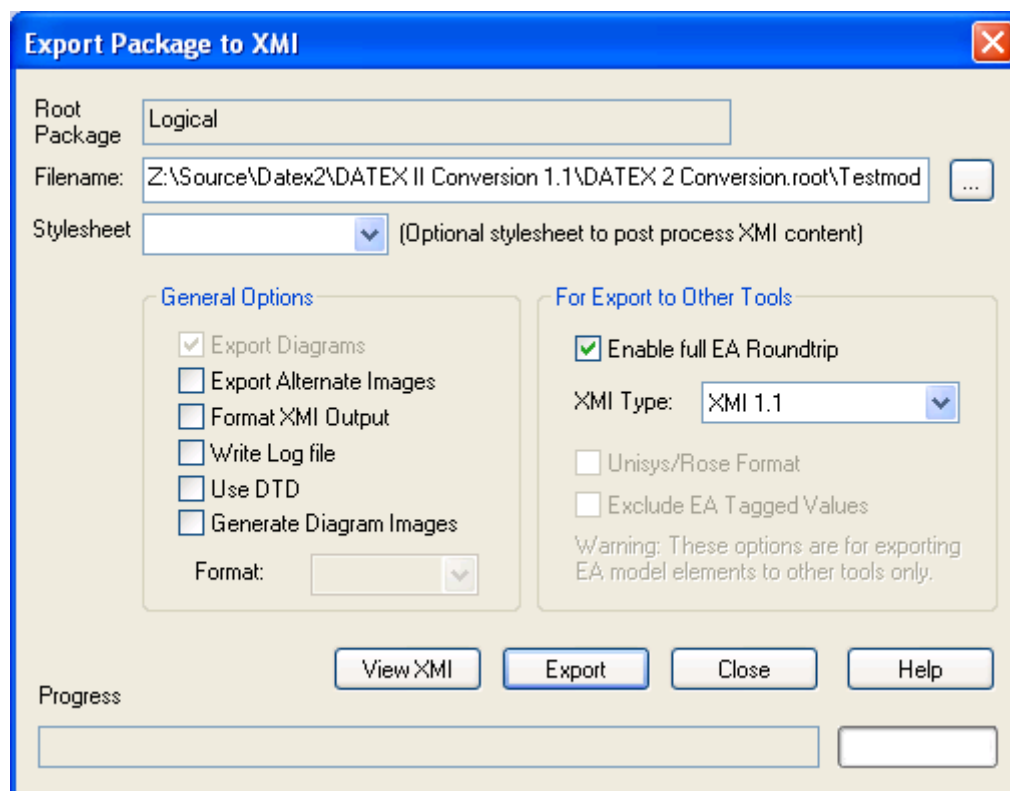 Export Package to XMI
Root
Package
Logical
Filename:
Z:\Source\Datex2\DATEX II Conversion 1.1\DATEX 2 Conversion.root\Testmod
...
Stylesheet
(Optional stylesheet to post process XMI content)
General Options
Export Diagrams
Export Alternate Images
Format XMI Output
Write Log file
Use DTD
Generate Diagram Images
Format:
For Export to Other Tools
Enable full EA Roundtrip
XMI Type: XMI 1.1
Unisys/Rose Format
Exclude EA Tagged Values
Warning: These options are for exporting
EA model elements to other tools only.
View XMI Export Close Help
Progress